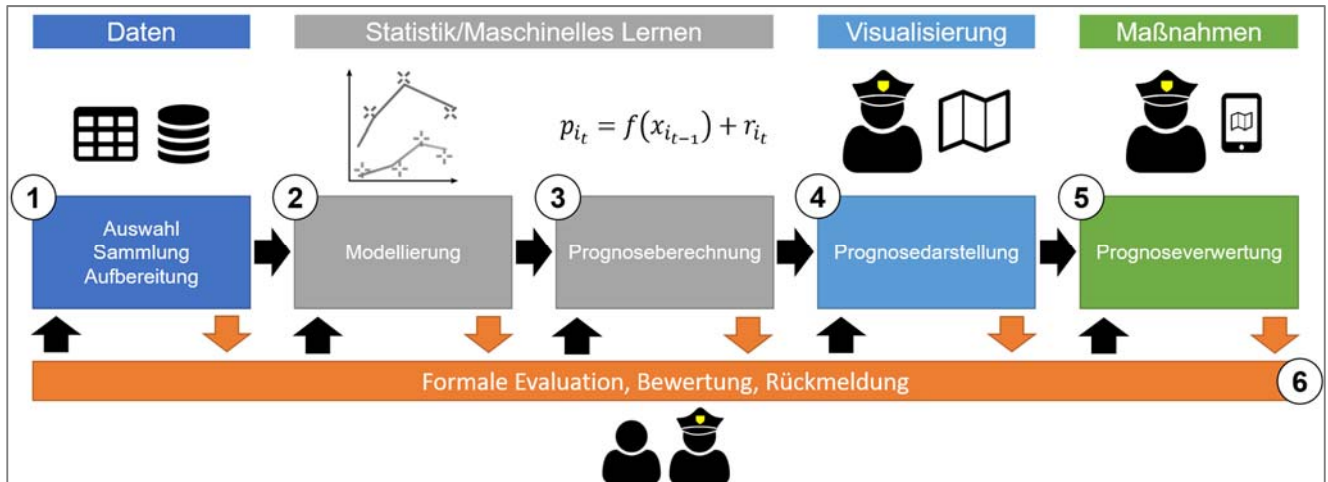 Daten
Statistik/Maschinelles Lernen
Visualisierung
Maßnahmen
p_{i_t} = f(x_{i_{t-1}}) + r_{i_t}
1
Auswahl
Sammlung
Aufbereitung
2
Modellierung
3
Prognoseberechnung
4
Prognosedarstellung
5
Prognoseverwertung
Formale Evaluation, Bewertung, Rückmeldung
6